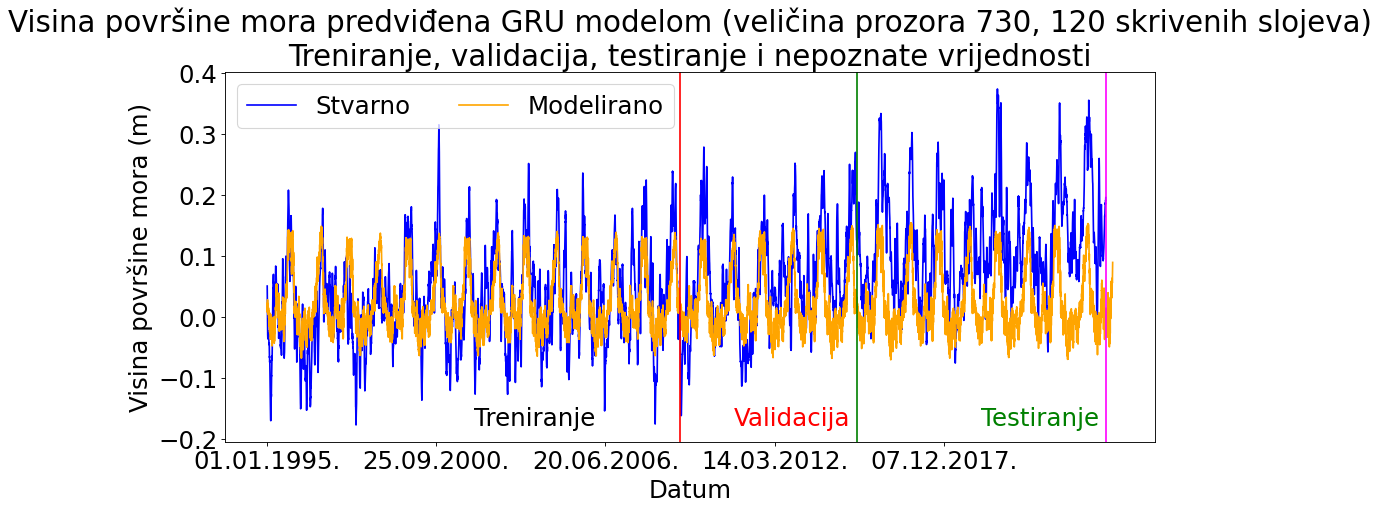 Visina površine mora predviđena GRU modelom (veličina prozora 730, 120 skrivenih slojeva)
Treniranje, validacija, testiranje i nepoznate vrijednosti
Stvarno Modelirano
Visina površine mora (m)
0.4
0.3
0.2
0.1
0.0
−0.1
−0.2
Treniranje Validacija Testiranje
01.01.1995. 25.09.2000. 20.06.2006. 14.03.2012. 07.12.2017.
Datum